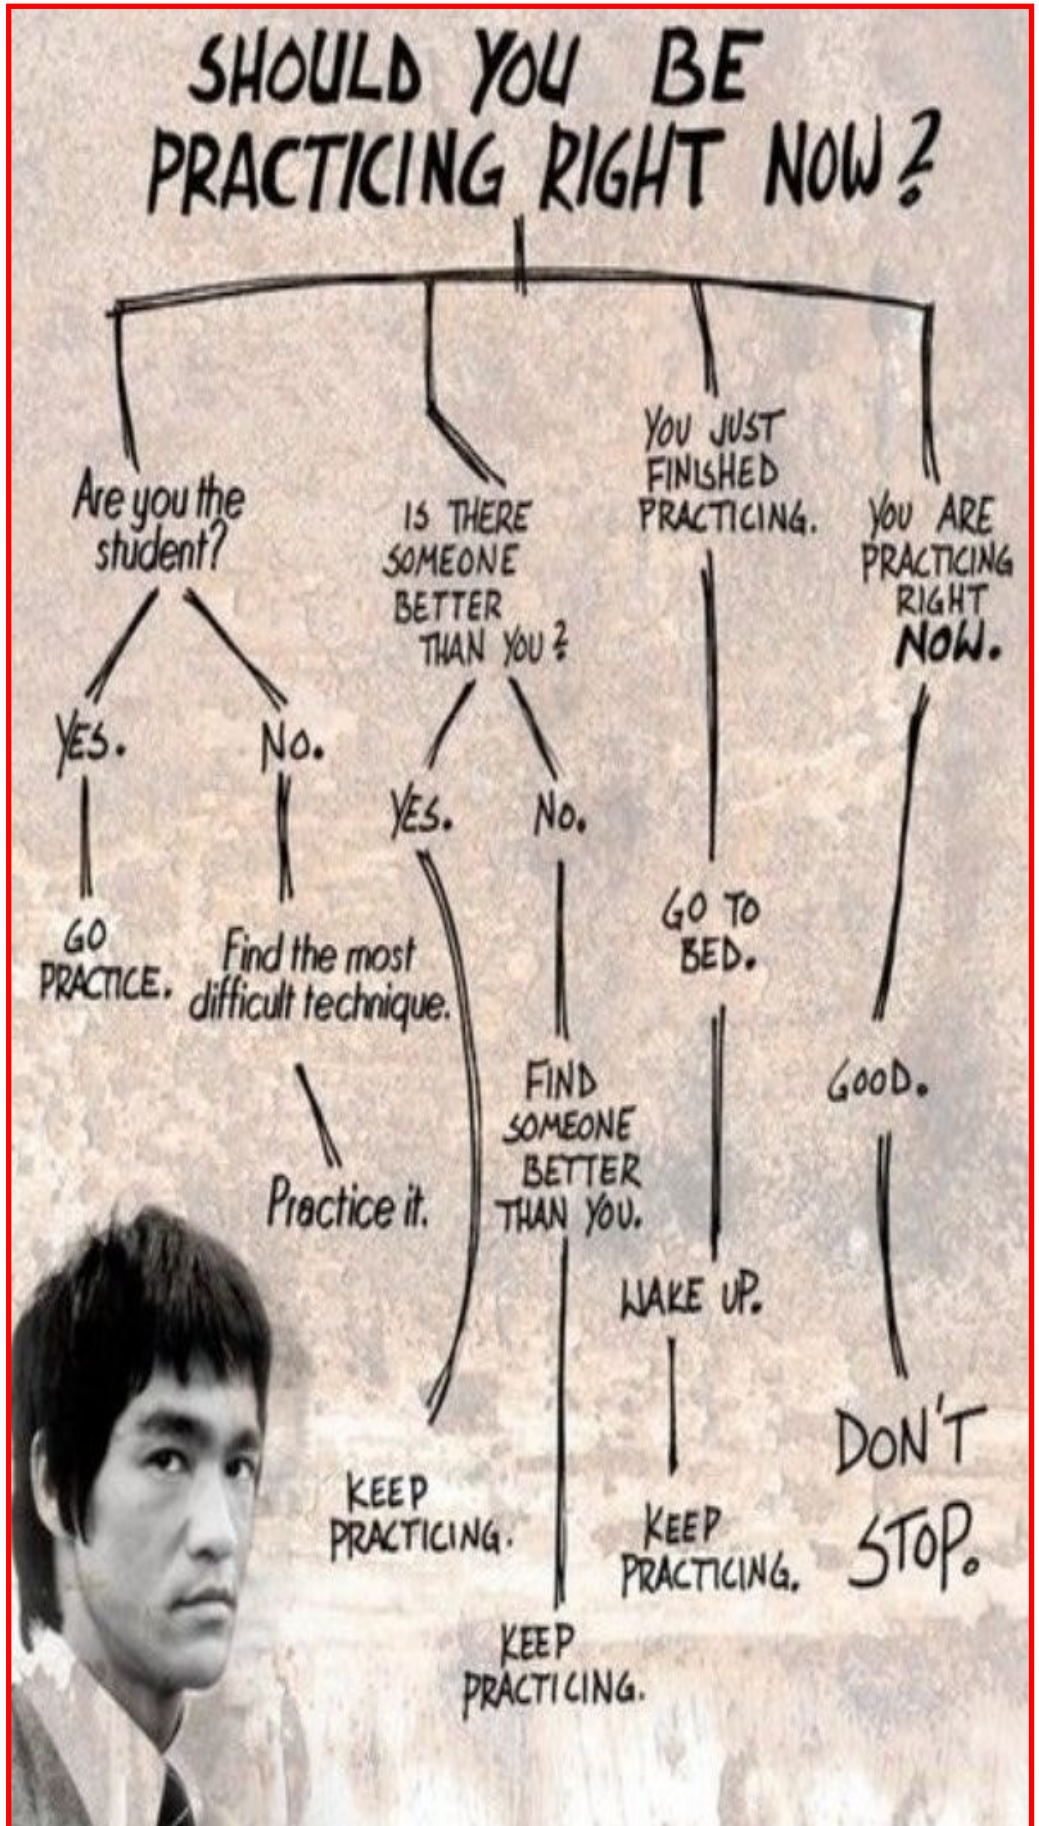 SHOULD YOU BE
PRACTICING RIGHT NOW?
Are you the
student?
YES.
NO.
GO
PRACTICE.
Find the most
difficult technique.
Practice it.
IS THERE
SOMEONE
BETTER
THAN YOU?
YES.
NO.
KEEP
PRACTICING.
FIND
SOMEONE
BETTER
THAN YOU.
KEEP
PRACTICING.
YOU JUST
FINISHED
PRACTICING.
GO TO
BED.
WAKE UP.
KEEP
PRACTICING.
YOU ARE
PRACTICING
RIGHT
NOW.
GOOD.
DON'T
STOP.